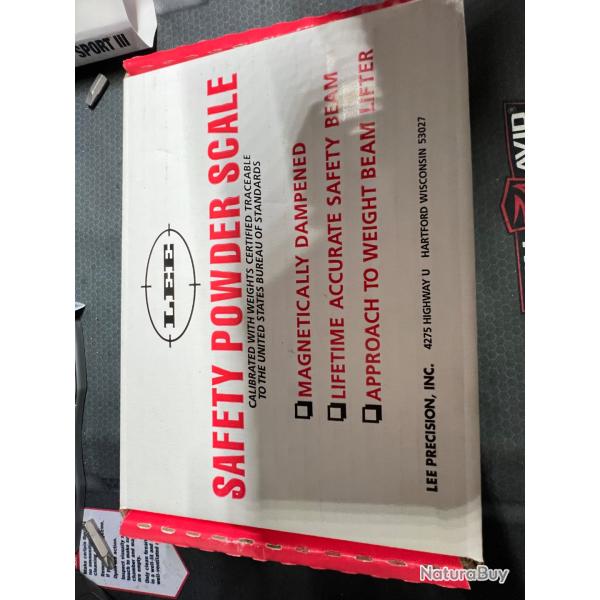 SPORT III
LEE
SAFETY POWDER SCALE
CALIBRATED WITH WEIGHTS CERTIFIED TRACEABLE
TO THE UNITED STATES BUREAU OF STANDARDS
MAGNETICALLY DAMPENED
LIFETIME ACCURATE SAFETY BEAM
APPROACH TO WEIGHT BEAM LIFTER
LEE PRECISION, INC. 4275 HIGHWAY U HARTFORD WISCONSIN 53027
AVID
NaturaBuy